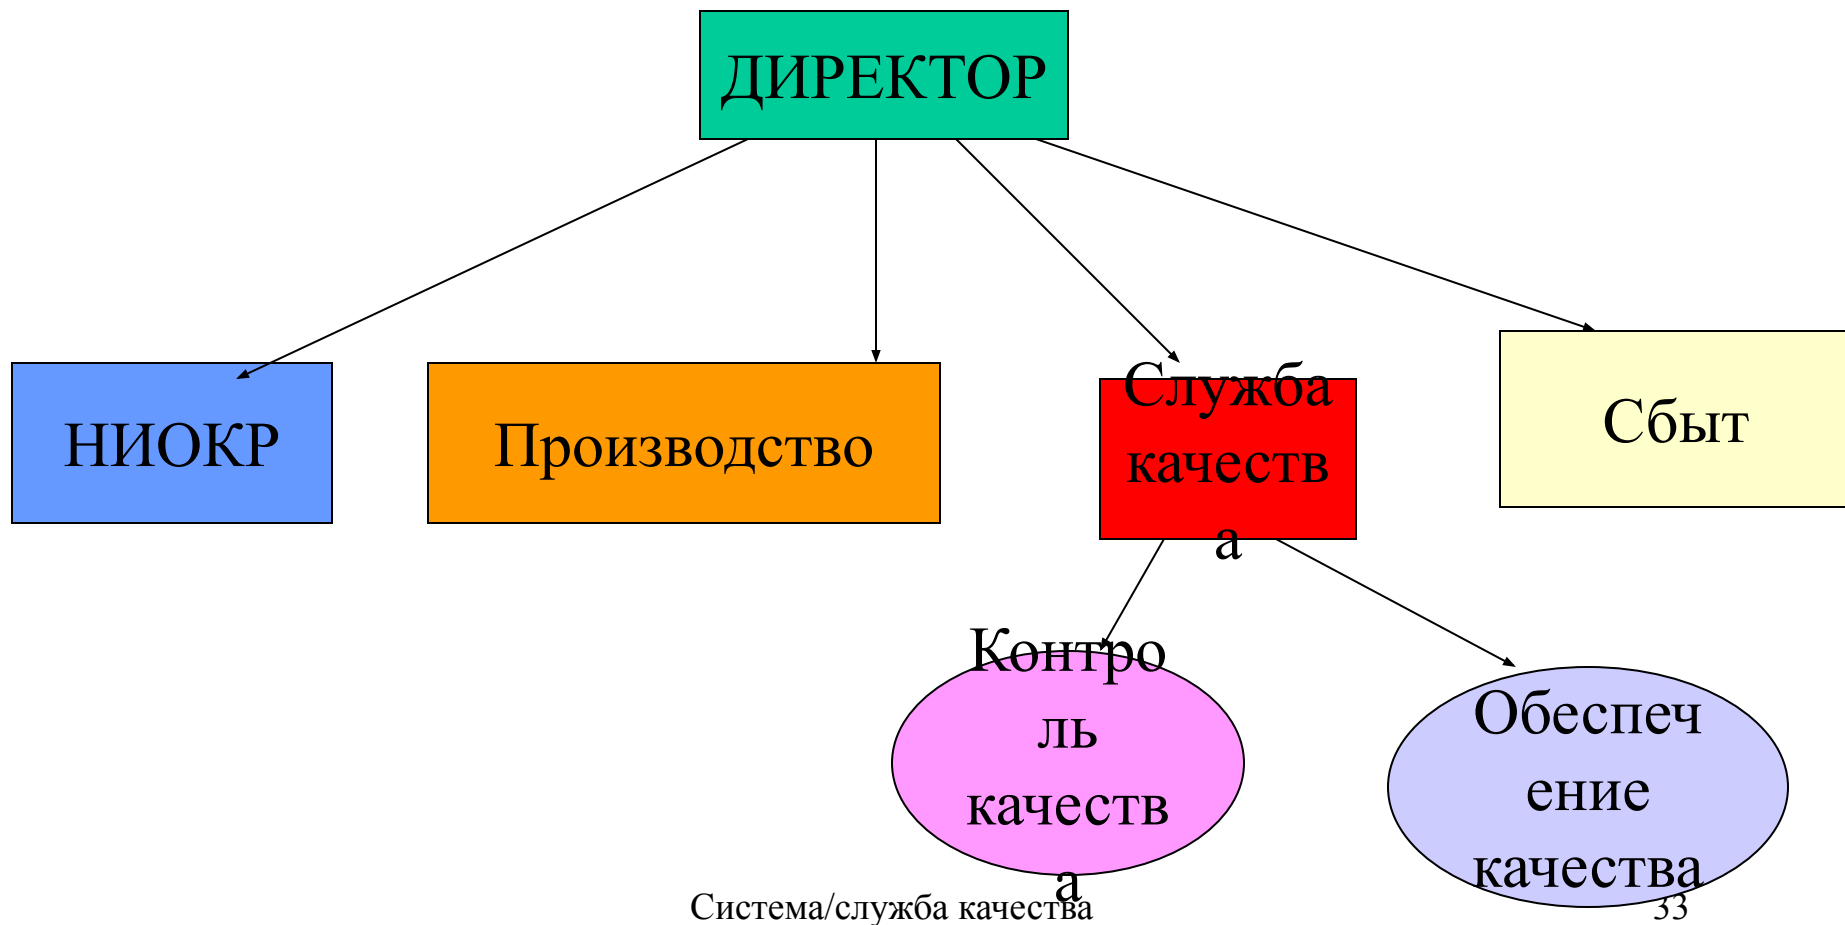 ДИРЕКТОР
НИОКР
Производство
Служба
качеств
а
Сбыт
Контро
ль
качеств
а
Обеспеч
ение
качества
Система/служба качества
33